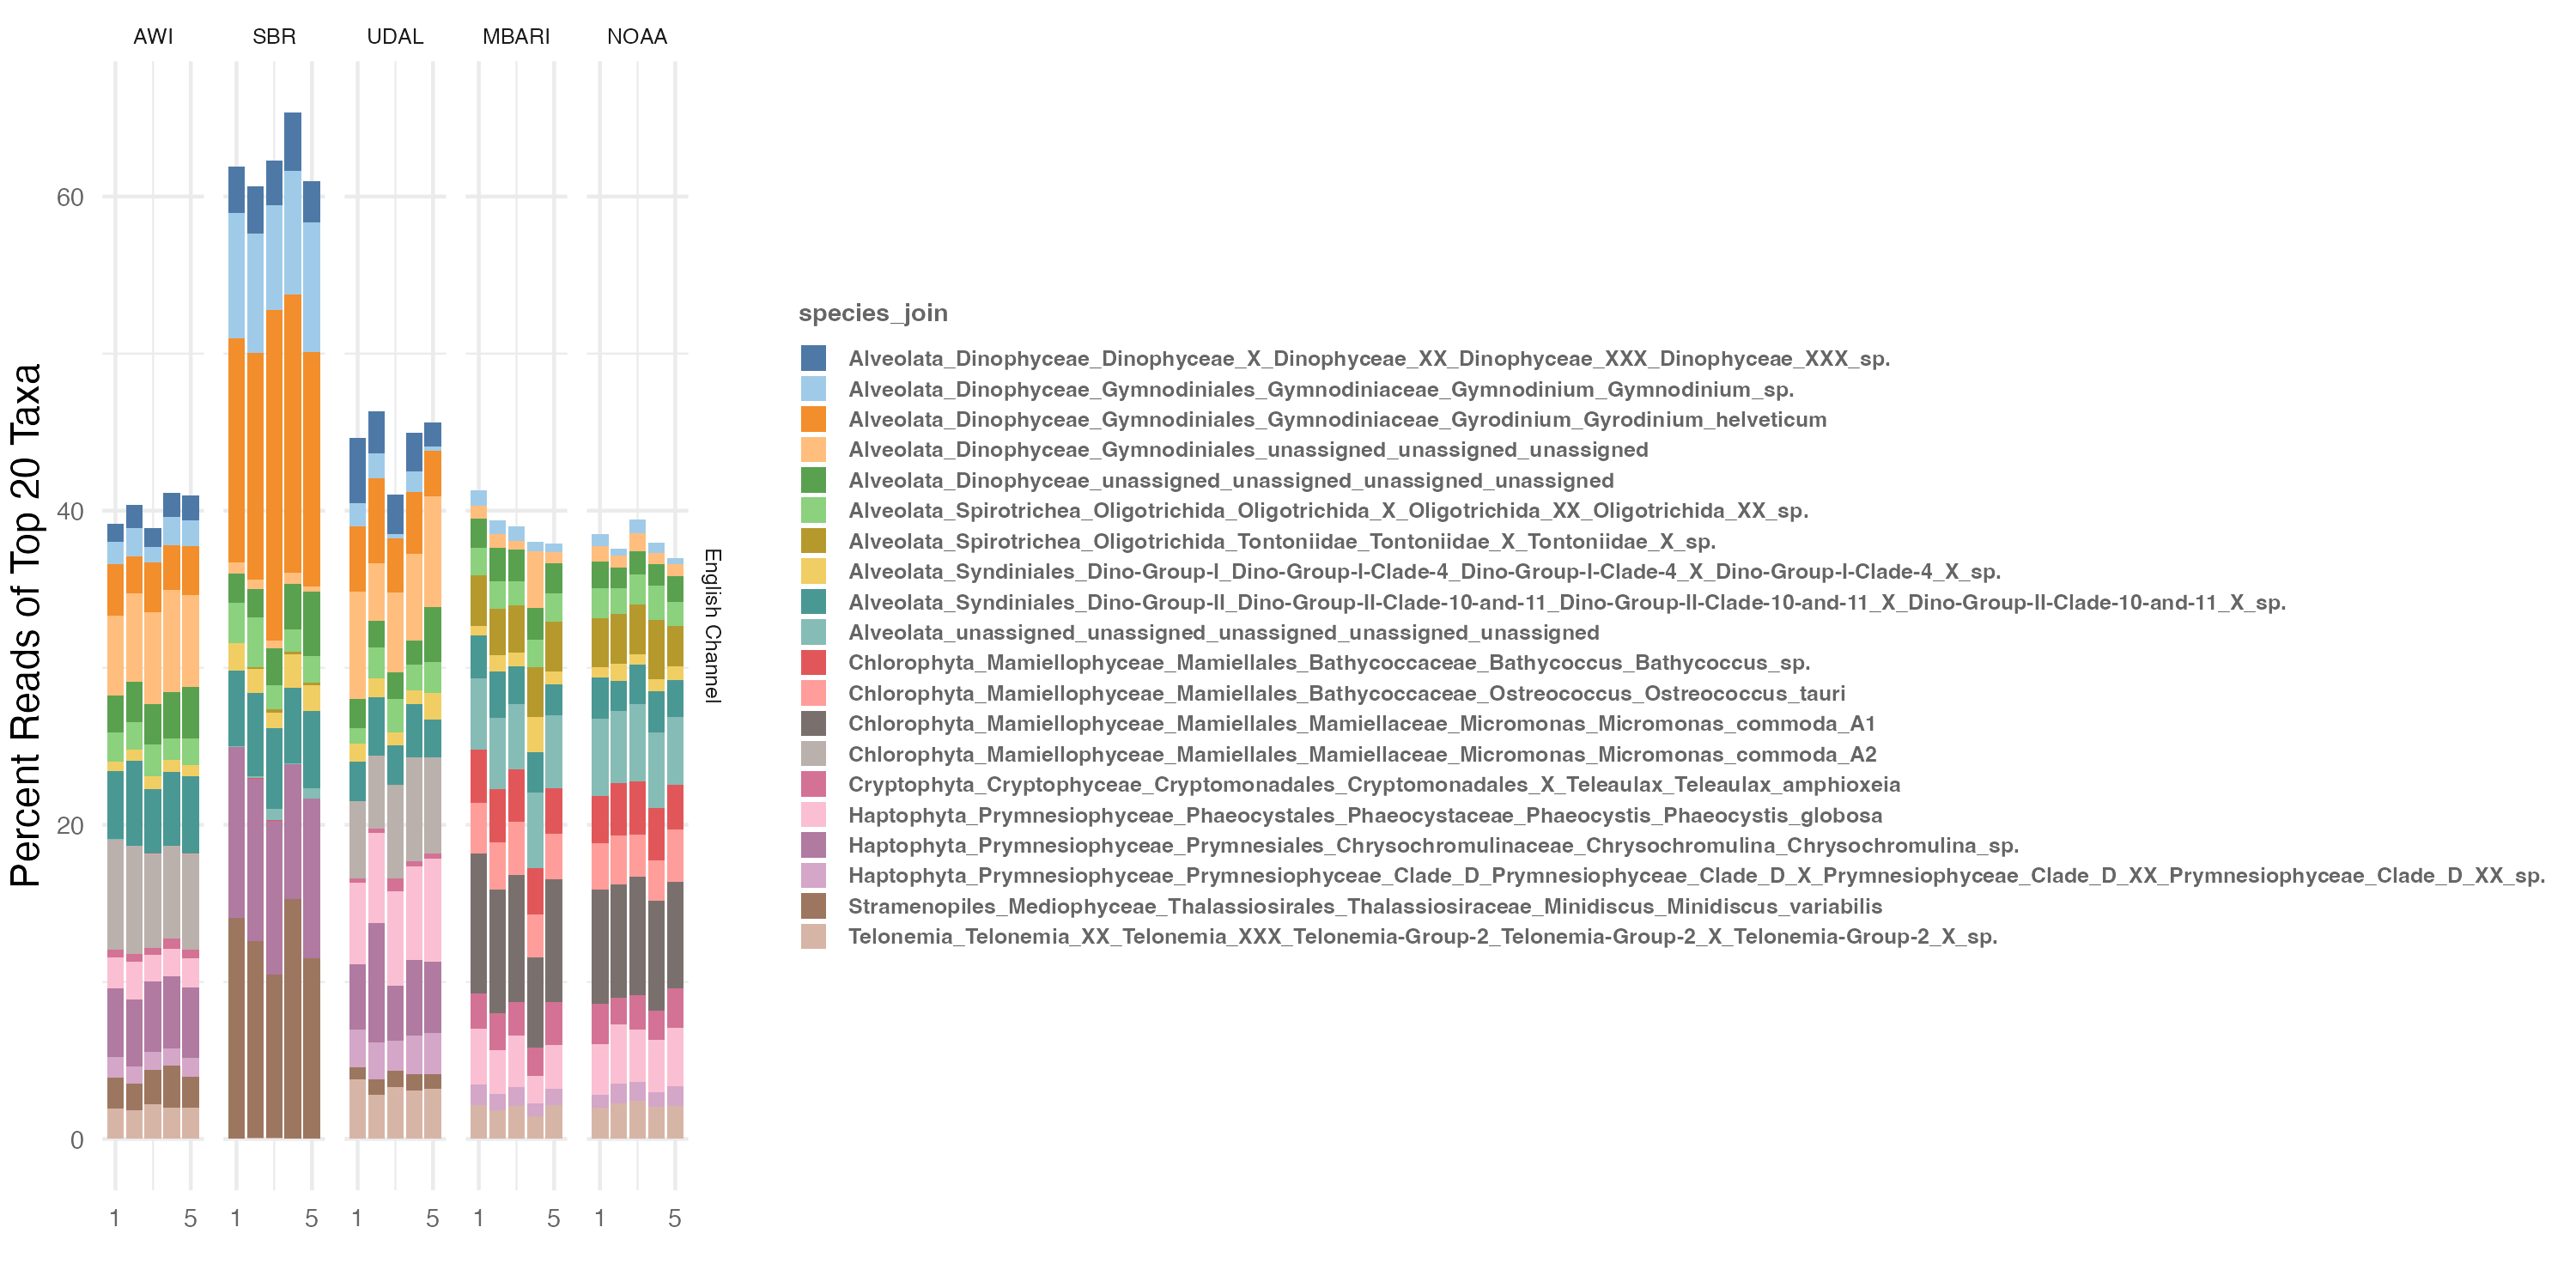 AWI SBR UDAL MBARI NOAA
Percent Reads of Top 20 Taxa
60
40
20
0
English Channel
1 5 1 5 1 5 1 5 1 5
species_join
Alveolata_Dinophyceae_Dinophyceae_X_Dinophyceae_XX_Dinophyceae_XXX_Dinophyceae_XXX_sp.
Alveolata_Dinophyceae_Gymnodiniales_Gymnodiniaceae_Gymnodinium_Gymnodinium_sp.
Alveolata_Dinophyceae_Gymnodiniales_Gymnodiniaceae_Gyrodinium_Gyrodinium_helveticum
Alveolata_Dinophyceae_Gymnodiniales_unassigned_unassigned_unassigned
Alveolata_Dinophyceae_unassigned_unassigned_unassigned_unassigned
Alveolata_Spirotrichea_Oligotrichida_Oligotrichida_X_Oligotrichida_XX_Oligotrichida_XX_sp.
Alveolata_Spirotrichea_Oligotrichida_Tontoniidae_Tontoniidae_X_Tontoniidae_X_sp.
Alveolata_Syndiniales_Dino-Group-I_Dino-Group-I-Clade-4_Dino-Group-I-Clade-4_X_Dino-Group-I-Clade-4_X_sp.
Alveolata_Syndiniales_Dino-Group-II_Dino-Group-II-Clade-10-and-11_Dino-Group-II-Clade-10-and-11_X_Dino-Group-II-Clade-10-and-11_X_sp.
Alveolata_unassigned_unassigned_unassigned_unassigned_unassigned
Chlorophyta_Mamiellophyceae_Mamiellales_Bathycoccaceae_Bathycoccus_Bathycoccus_sp.
Chlorophyta_Mamiellophyceae_Mamiellales_Bathycoccaceae_Ostreococcus_Ostreococcus_tauri
Chlorophyta_Mamiellophyceae_Mamiellales_Mamiellaceae_Micromonas_Micromonas_commoda_A1
Chlorophyta_Mamiellophyceae_Mamiellales_Mamiellaceae_Micromonas_Micromonas_commoda_A2
Cryptophyta_Cryptophyceae_Cryptomonadales_Cryptomonadales_X_Teleaulax_Teleaulax_amphioxeia
Haptophyta_Prymnesiophyceae_Phaeocystales_Phaeocystaceae_Phaeocystis_Phaeocystis_globosa
Haptophyta_Prymnesiophyceae_Prymnesiales_Chrysochromulinaceae_Chrysochromulina_Chrysochromulina_sp.
Haptophyta_Prymnesiophyceae_Prymnesiophyceae_Clade_D_Prymnesiophyceae_Clade_D_X_Prymnesiophyceae_Clade_D_XX_Prymnesiophyceae_Clade_D_XX_sp.
Stramenopiles_Mediophyceae_Thalassiosirales_Thalassiosiraceae_Minidiscus_Minidiscus_variabilis
Telonemia_Telonemia_XX_Telonemia_XXX_Telonemia-Group-2_Telonemia-Group-2_X_Telonemia-Group-2_X_sp.